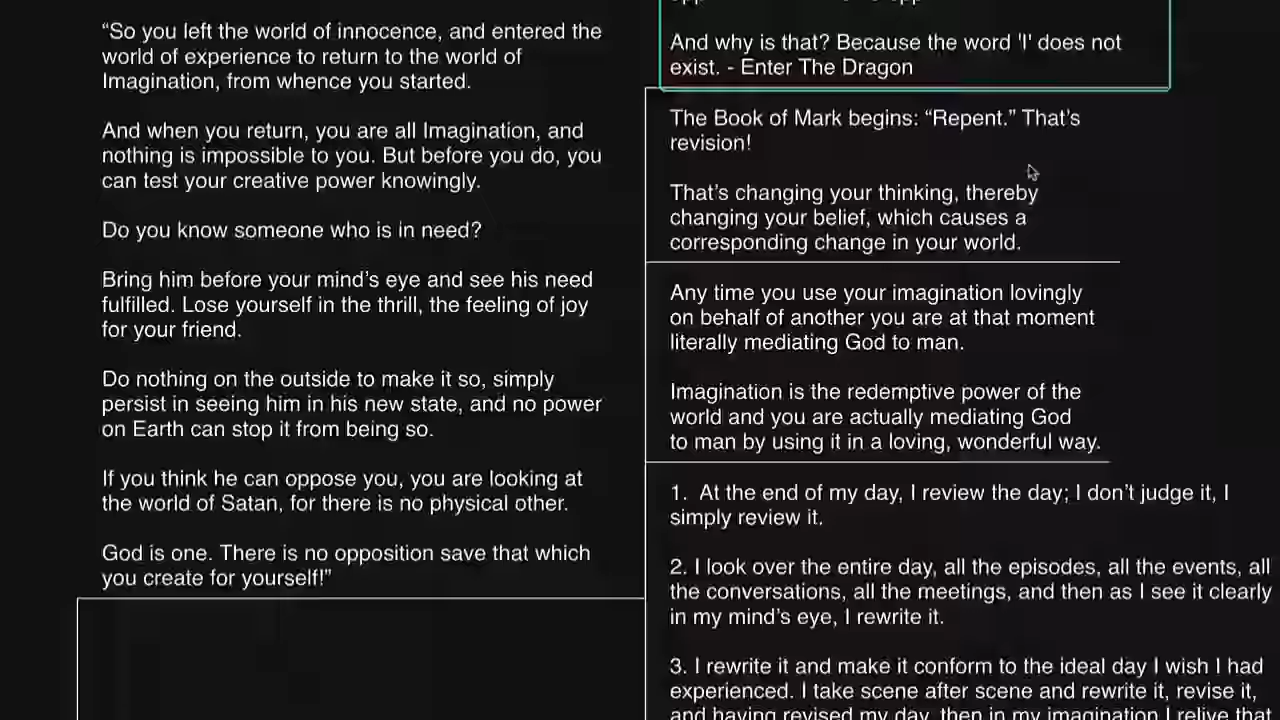 “So you left the world of innocence, and entered the
world of experience to return to the world of
Imagination, from whence you started.
And when you return, you are all Imagination, and
nothing is impossible to you. But before you do, you
can test your creative power knowingly.
Do you know someone who is in need?
Bring him before your mind’s eye and see his need
fulfilled. Lose yourself in the thrill, the feeling of joy
for your friend.
Do nothing on the outside to make it so, simply
persist in seeing him in his new state, and no power
on Earth can stop it from being so.
If you think he can oppose you, you are looking at
the world of Satan, for there is no physical other.
God is one. There is no opposition save that which
you create for yourself!”
And why is that? Because the word 'I' does not
exist. - Enter The Dragon
The Book of Mark begins: “Repent.” That’s
revision!
That’s changing your thinking, thereby
changing your belief, which causes a
corresponding change in your world.
Any time you use your imagination lovingly
on behalf of another you are at that moment
literally mediating God to man.
Imagination is the redemptive power of the
world and you are actually mediating God
to man by using it in a loving, wonderful way.
1. At the end of my day, I review the day; I don’t judge it, I
simply review it.
2. I look over the entire day, all the episodes, all the events, all
the conversations, all the meetings, and then as I see it clearly
in my mind’s eye, I rewrite it.
3. I rewrite it and make it conform to the ideal day I wish I had
experienced. I take scene after scene and rewrite it, revise it,
and having revised my day, then in my imagination I relive that